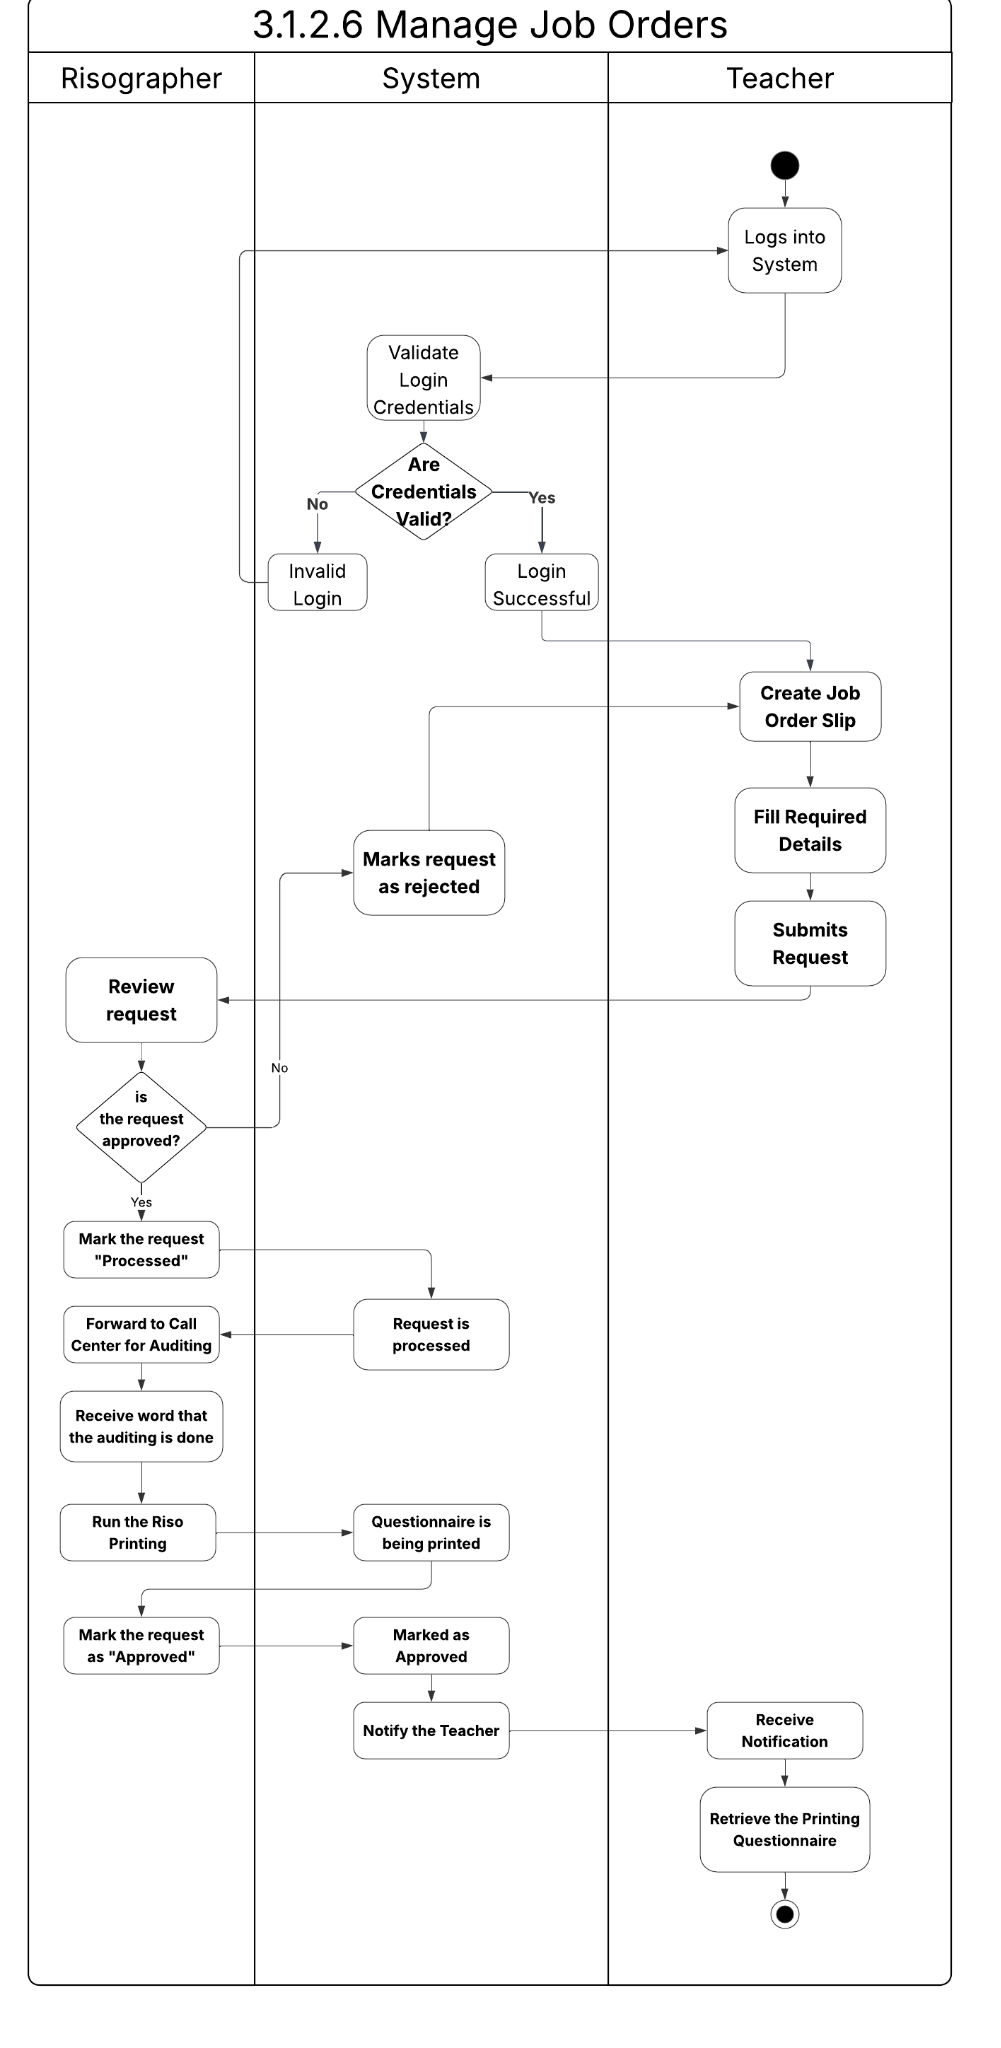 3.1.2.6 Manage Job Orders
Risographer
System
Teacher
Logs into
System
Validate
Login
Credentials
Are
Credentials
Valid?
No
Yes
Invalid
Login
Login
Successful
Create Job
Order Slip
Fill Required
Details
Marks request
as rejected
Submits
Request
Review
request
No
is
the request
approved?
Yes
Mark the request
"Processed"
Request is
processed
Forward to Call
Center for Auditing
Receive word that
the auditing is done
Run the Riso
Printing
Questionnaire is
being printed
Mark the request
as "Approved"
Marked as
Approved
Notify the Teacher
Receive
Notification
Retrieve the Printing
Questionnaire